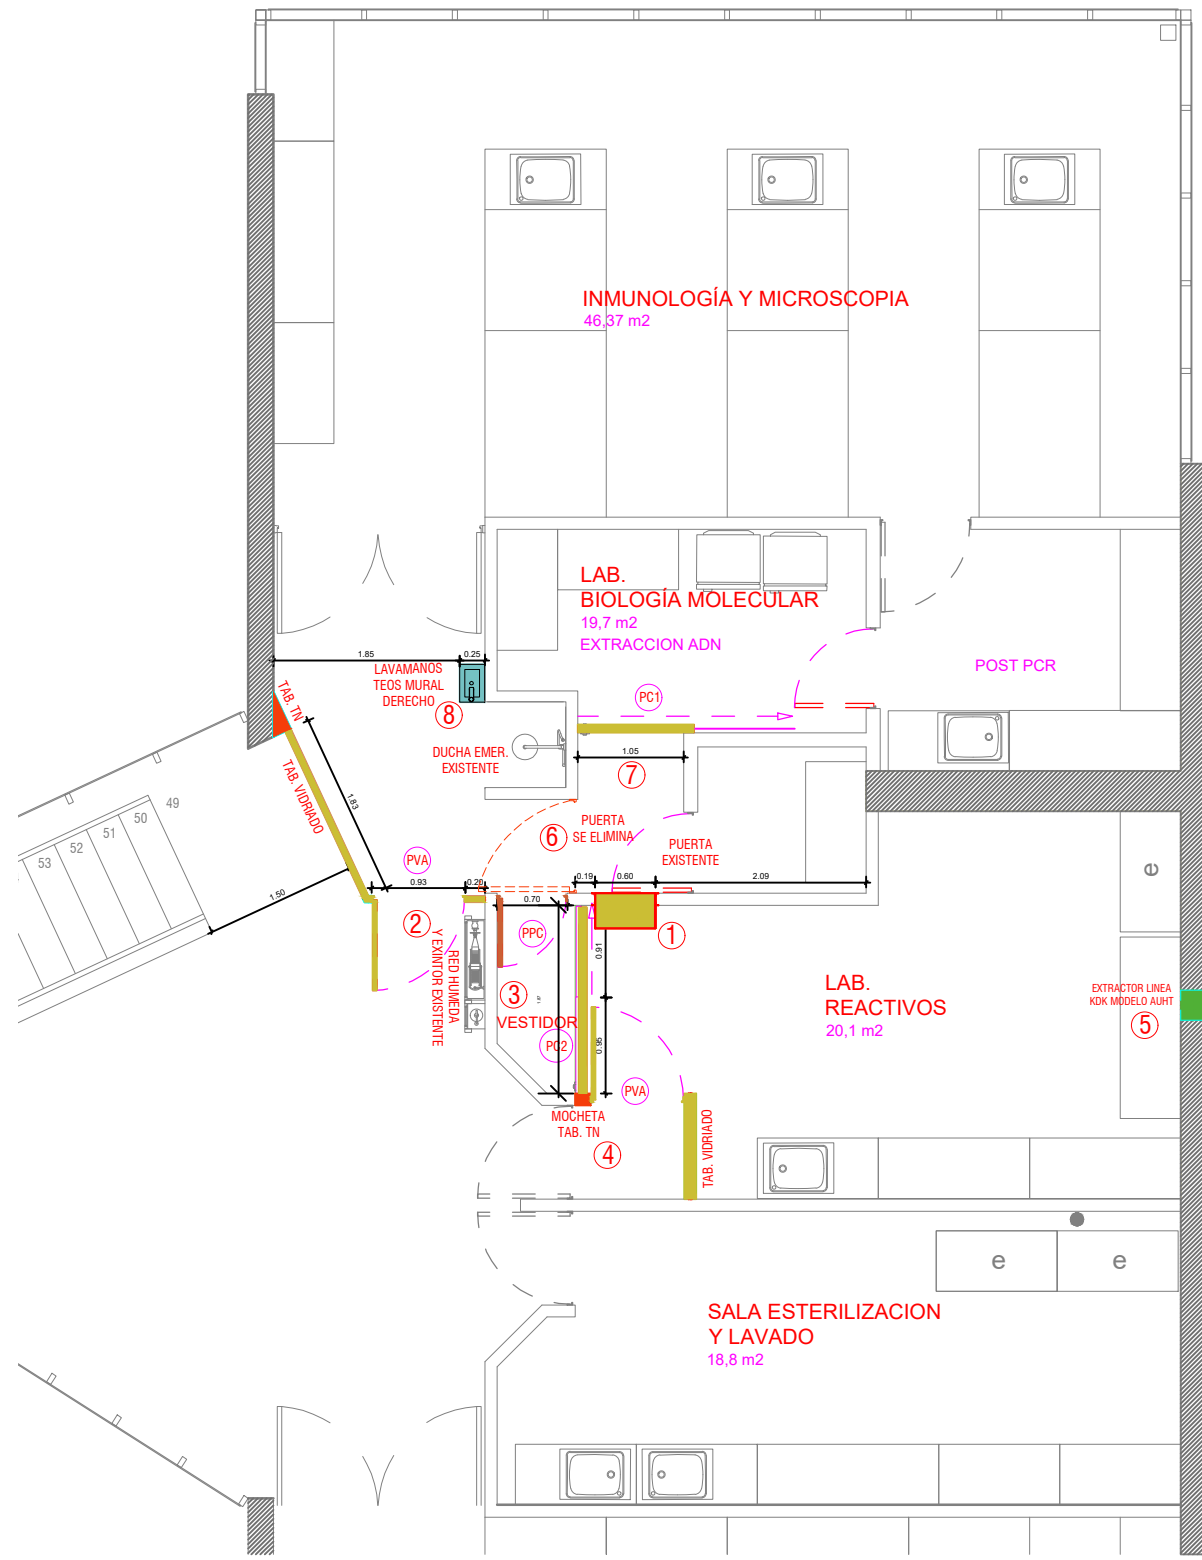 INMUNOLOGÍA Y MICROSCOPIA
46,37 m2
LAB.
BIOLOGÍA MOLECULAR
19,7 m2
EXTRACCION ADN
POST PCR
1.85
0.25
LAVAMANOS
TEOS MURAL
DERECHO
8
TAB. TN
PC1
DUCHA EMER.
EXISTENTE
1.05
7
TAB. VIDRIADO
1.83
49
50
51
52
53
1.50
6
PUERTA
SE ELIMINA
PUERTA
EXISTENTE
PVA
0.93
0.20
0.19
0.60
2.09
0.70
2
RED HUMEDA
Y EXINTOR EXISTENTE
PPC
1
0.91
3
VESTIDOR
PC2
0.95
PVA
MOCHETA
TAB. TN
4
TAB. VIDRIADO
LAB.
REACTIVOS
20,1 m2
e
EXTRACTOR LINEA
KDK MODELO AUHT
5
e
e
SALA ESTERILIZACION
Y LAVADO
18,8 m2